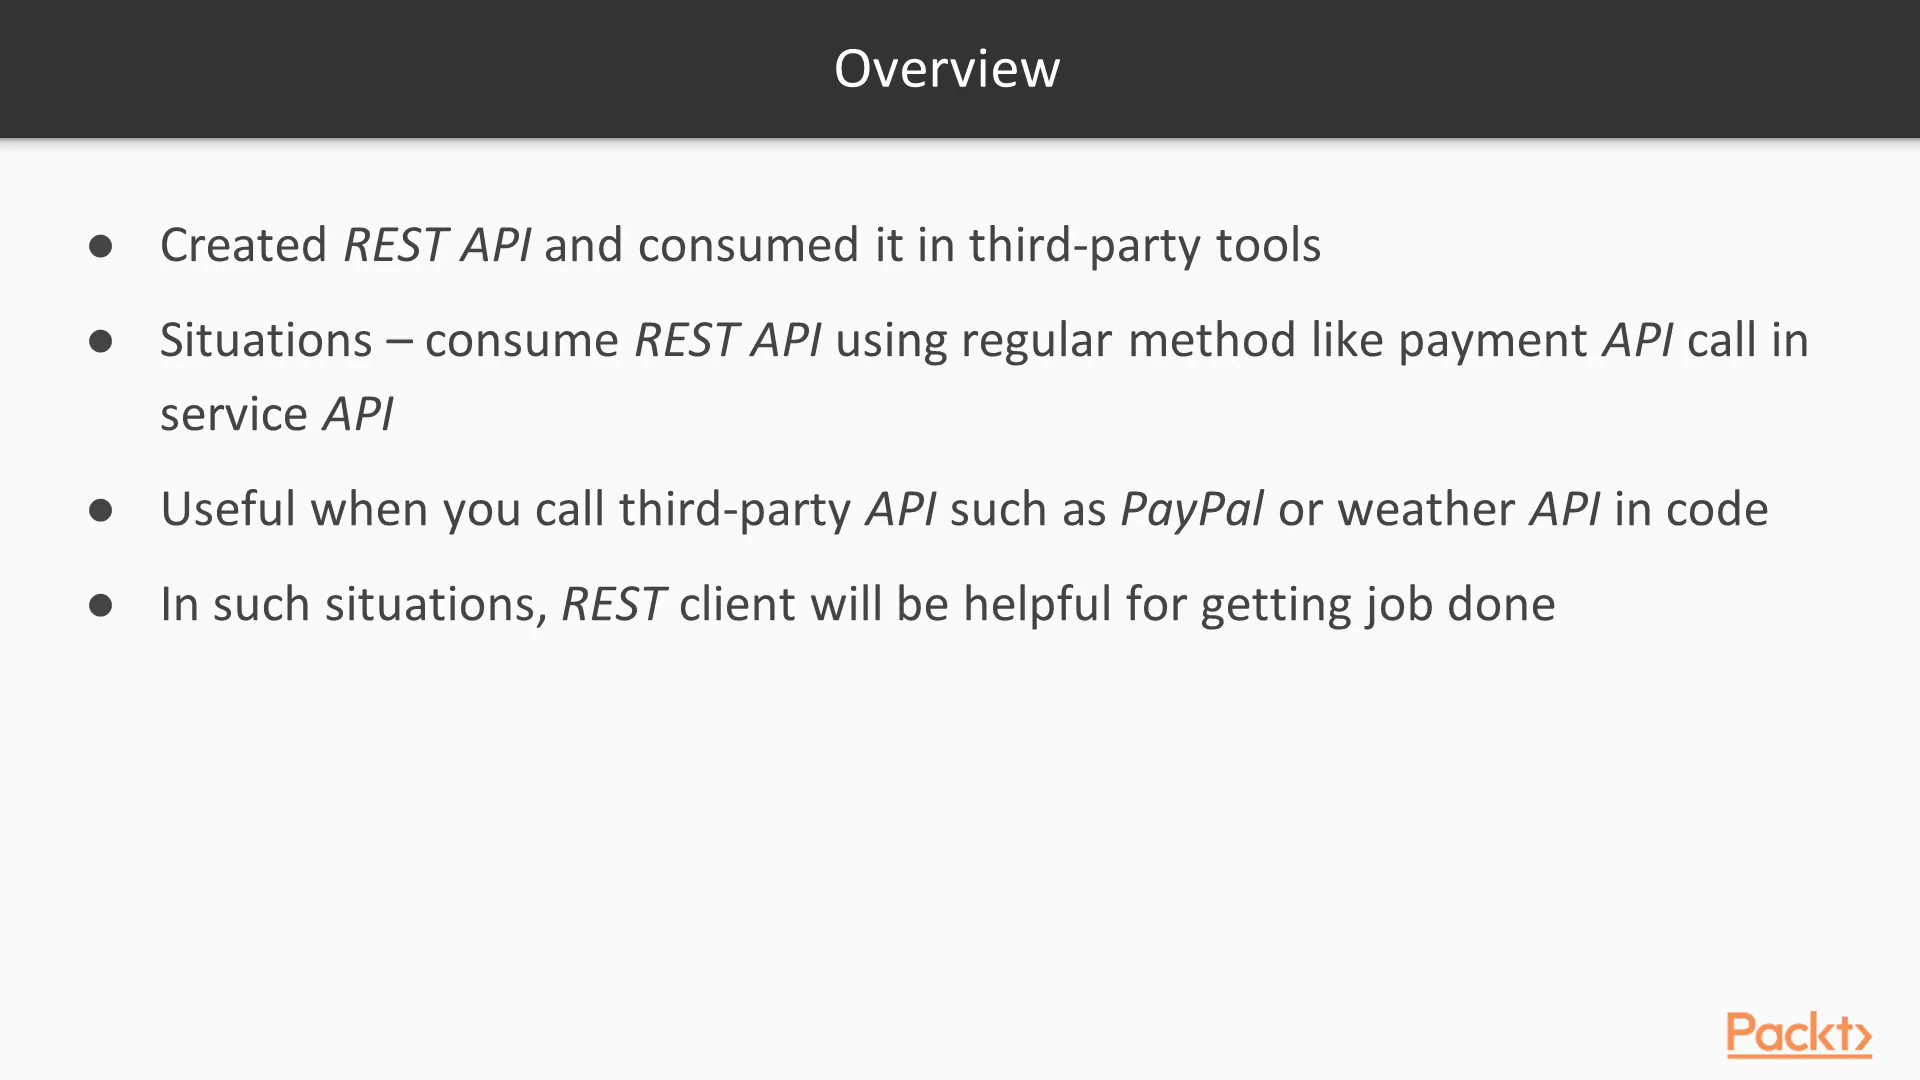 Overview
● Created REST API and consumed it in third-party tools
● Situations – consume REST API using regular method like payment API call in
service API
● Useful when you call third-party API such as PayPal or weather API in code
● In such situations, REST client will be helpful for getting job done
Packt>